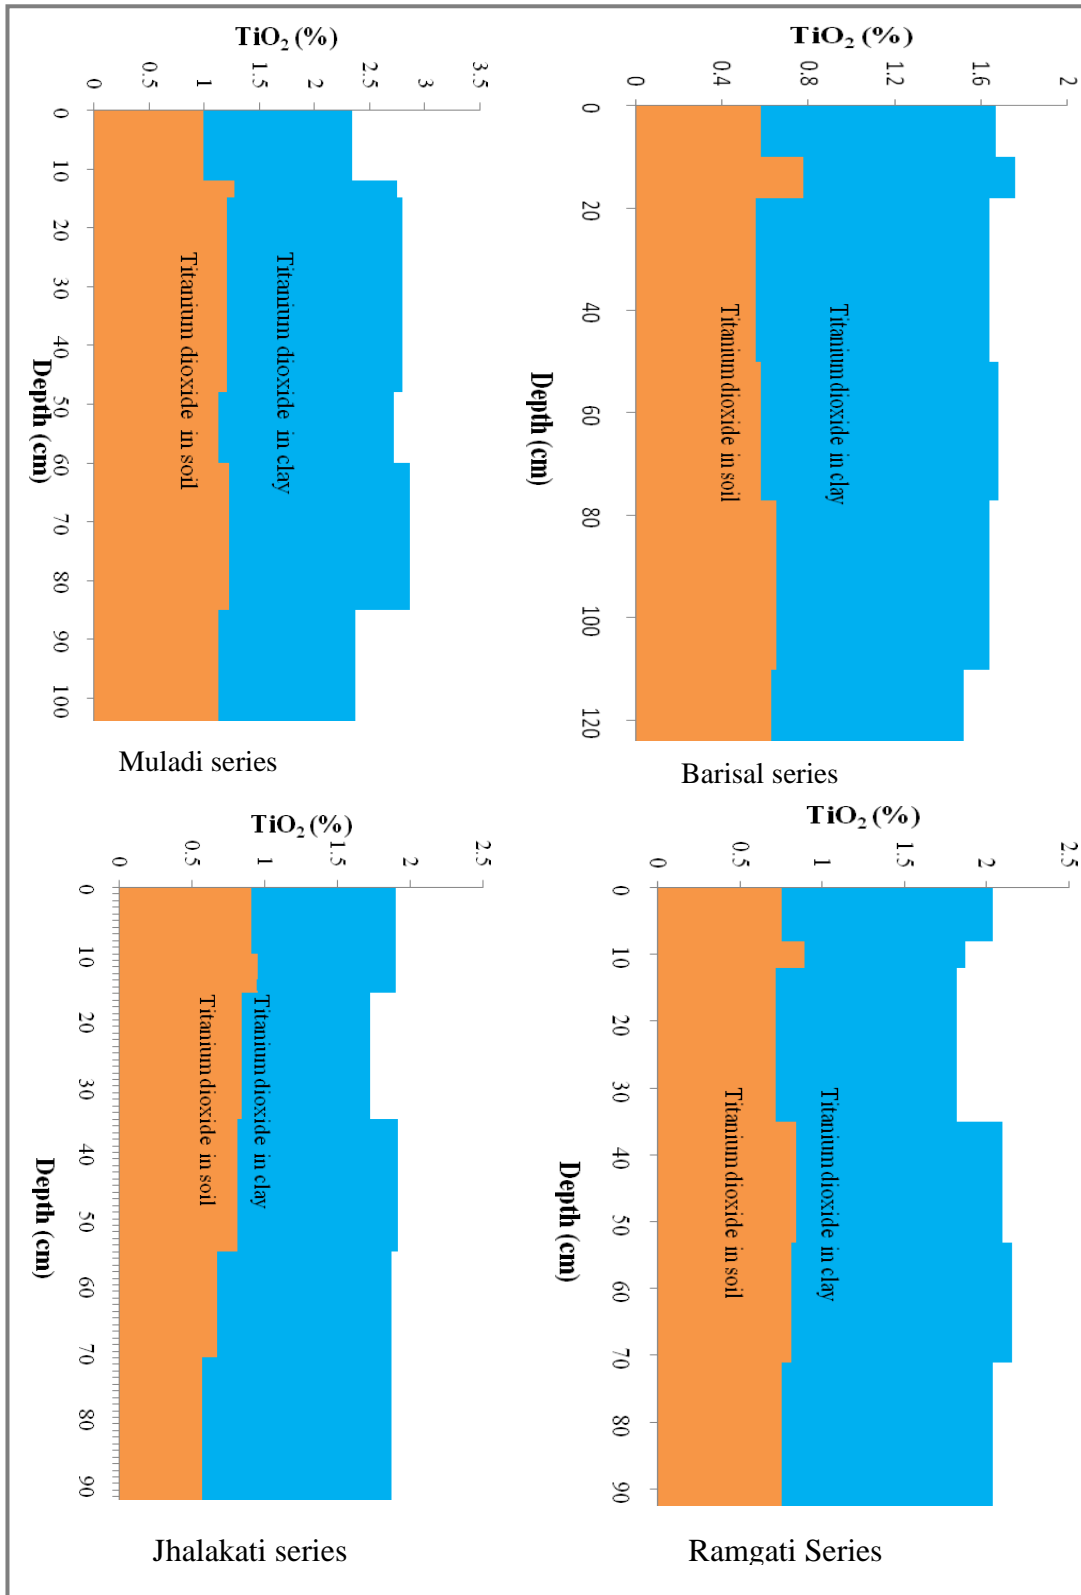 TiO2 (%)
0 0.5 1 1.5 2 2.5 3 3.5
0
10
20
30
40
50
60
70
80
90
100
Depth (cm)
Titanium dioxide in soil
Titanium dioxide in clay
Muladi series
TiO2 (%)
0 0.4 0.8 1.2 1.6 2
0
20
40
60
80
100
120
Depth (cm)
Titanium dioxide in soil
Titanium dioxide in clay
Barisal series
TiO2 (%)
0 0.5 1 1.5 2 2.5
0
10
20
30
40
50
60
70
80
90
Depth (cm)
Titanium dioxide in soil
Titanium dioxide in clay
Jhalakati series
TiO2 (%)
0 0.5 1 1.5 2 2.5
0
10
20
30
40
50
60
70
80
90
Depth (cm)
Titanium dioxide in soil
Titanium dioxide in clay
Ramgati Series